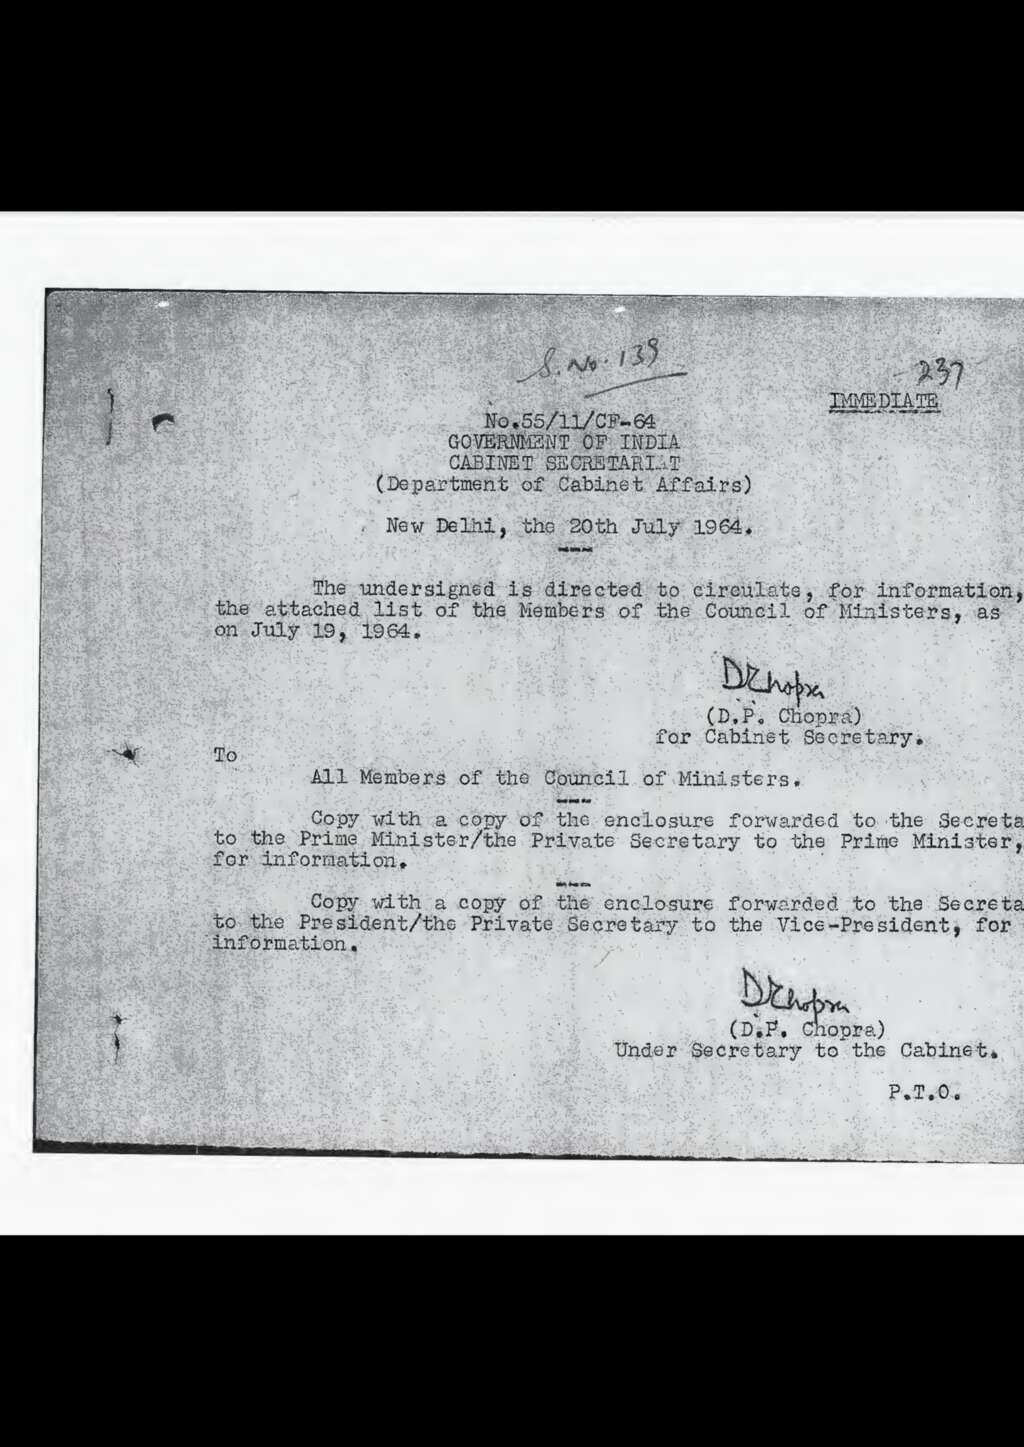 S. No. 139
237
IMMEDIATE
No.55/11/CF-64
GOVERNMENT OF INDIA
CABINET SECRETARIAT
(Department of Cabinet Affairs)
New Delhi, the 20th July 1964.
The undersigned is directed to circulate, for information,
the attached list of the Members of the Council of Ministers, as
on July 19, 1964.
DPChopra
(D.P. Chopra)
for Cabinet Secretary.
To
All Members of the Council of Ministers.
Copy with a copy of the enclosure forwarded to the Secreta
to the Prime Minister/the Private Secretary to the Prime Minister,
for information.
Copy with a copy of the enclosure forwarded to the Secreta
to the President/the Private Secretary to the Vice-President, for
information.
DPChopra
(D.P. Chopra)
Under Secretary to the Cabinet.
P.T.O.